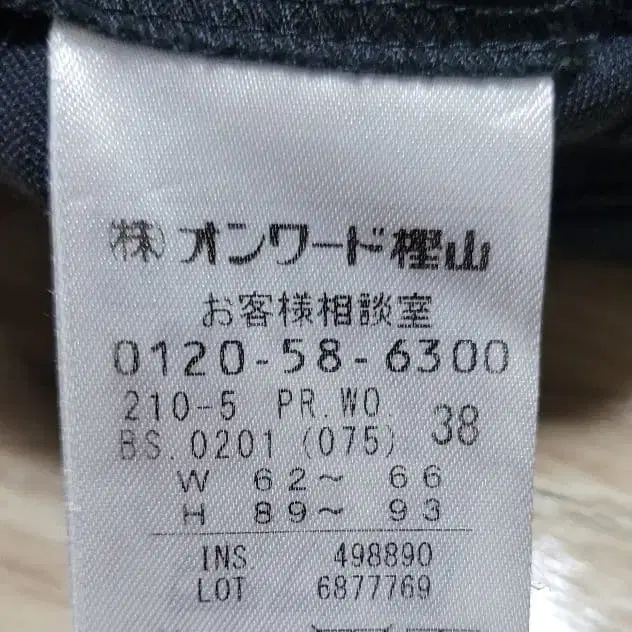 ㈱オンワード樫山
お客様相談室
0120-58-6300
210-5 PR.WO.
BS.0201 (075) 38
W 62～66
H 89～93
INS 498890
LOT 6877769